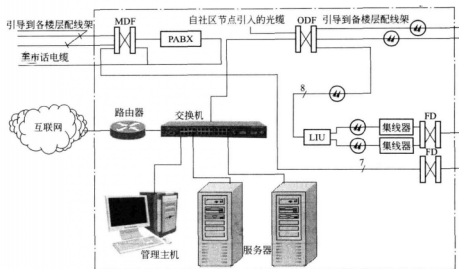 引导到各楼层配线架
MDF
PABX
自社区节点引入的光缆
ODF
引导到备楼层配线架
至市话电缆
8
路由器
交换机
互联网
LIU
集线器
FD
集线器
FD
7
管理主机
服务器